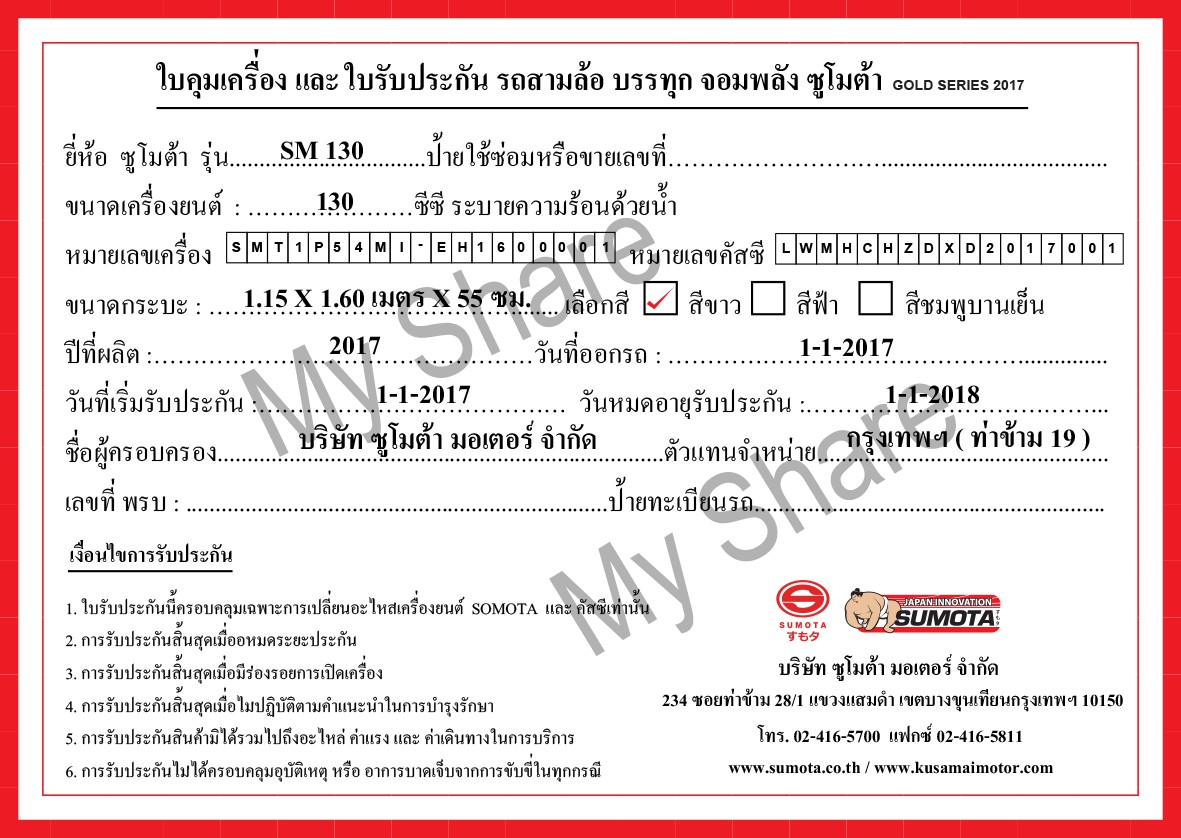 ใบคุมเครื่อง และ ใบรับประกัน รถสามล้อ บรรทุก จอมพลัง ซูโมต้า GOLD SERIES 2017
ยี่ห้อ ซูโมต้า รุ่น..........SM 130..........ป้ายใช้ซ่อมหรือขายเลขที่....................
ขนาดเครื่องยนต์ : ..........130..........ซีซี ระบายความร้อนด้วยน้ำ
หมายเลขเครื่อง SMT1P54MI-EH1600001 หมายเลขคัสซี LWMHCHZDXD2017001
ขนาดกระบะ : ..........1.15 X 1.60 เมตร X 55 ซม........... เลือกสี ✓ สีขาว สีฟ้า สีชมพูบานเย็น
ปีที่ผลิต :..........2017..........วันที่ออกรถ : ..........1-1-2017..........
วันที่เริ่มรับประกัน :..........1-1-2017.......... วันหมดอายุรับประกัน :..........1-1-2018..........
ชื่อผู้ครอบครอง..........บริษัท ซูโมต้า มอเตอร์ จำกัด..........ตัวแทนจำหน่าย..........กรุงเทพฯ ( ท่าข้าม 19 )..........
เลขที่ พรบ : ....................ป้ายทะเบียนรถ....................
เงื่อนไขการรับประกัน
1. ใบรับประกันนี้ครอบคลุมเฉพาะการเปลี่ยนอะไหล่เครื่องยนต์ SOMOTA และ คัสซีเท่านั้น
2. การรับประกันสิ้นสุดเมื่ออหมดระยะประกัน
3. การรับประกันสิ้นสุดเมื่อมีร่องรอยการเปิดเครื่อง
4. การรับประกันสิ้นสุดเมื่อไม่ปฏิบัติตามคำแนะนำในการบำรุงรักษา
5. การรับประกันสินค้ามิได้รวมไปถึงอะไหล่ ค่าแรง และ ค่าเดินทางในการบริการ
6. การรับประกันไม่ได้ครอบคลุมอุบัติเหตุ หรือ อาการบาดเจ็บจากการขับขี่ในทุกกรณี
SUMOTA
すもタ
JAPAN INNOVATION
SUMOTA すもタ
บริษัท ซูโมต้า มอเตอร์ จำกัด
234 ซอยท่าข้าม 28/1 แขวงแสมดำ เขตบางขุนเทียนกรุงเทพฯ 10150
โทร. 02-416-5700 แฟกซ์ 02-416-5811
www.sumota.co.th / www.kusamaimotor.com
My Share
My Share